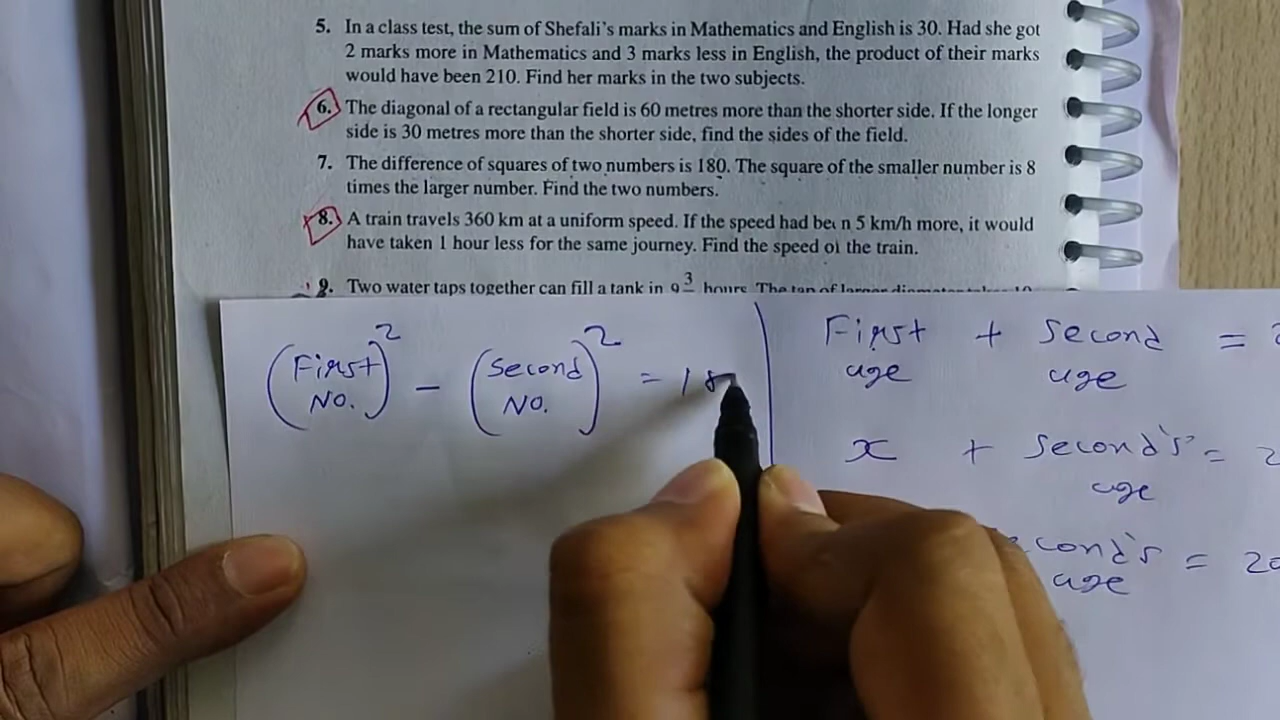 5. In a class test, the sum of Shefali's marks in Mathematics and English is 30. Had she got
2 marks more in Mathematics and 3 marks less in English, the product of their marks
would have been 210. Find her marks in the two subjects.
6. The diagonal of a rectangular field is 60 metres more than the shorter side. If the longer
side is 30 metres more than the shorter side, find the sides of the field.
7. The difference of squares of two numbers is 180. The square of the smaller number is 8
times the larger number. Find the two numbers.
8. A train travels 360 km at a uniform speed. If the speed had been 5 km/h more, it would
have taken 1 hour less for the same journey. Find the speed of the train.
9. Two water taps together can fill a tank in 9 3 hours. The tap of larger diameter takes 10
(First No.)² - (Second No.)² = 18
First age + Second age =
x + Second's age = 2
cond's age = 20